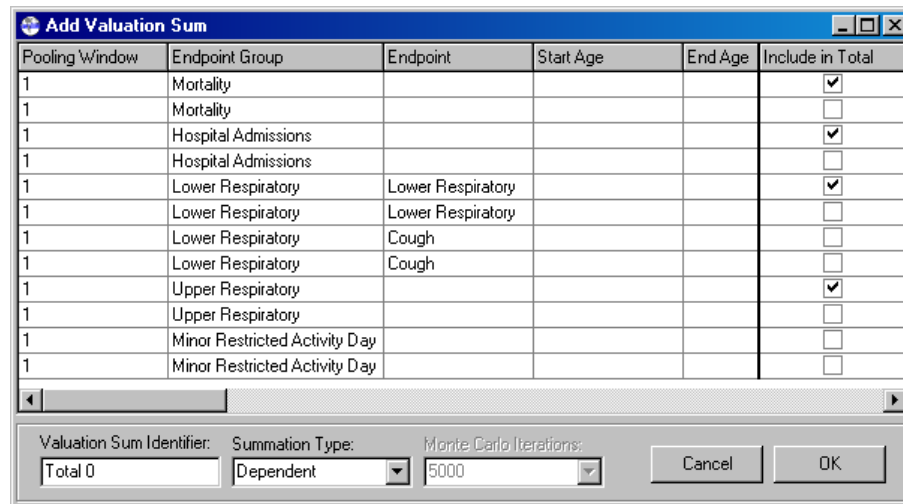 Add Valuation Sum
Pooling Window Endpoint Group Endpoint Start Age End Age Include in Total
1 Mortality
1 Mortality
1 Hospital Admissions
1 Hospital Admissions
1 Lower Respiratory Lower Respiratory
1 Lower Respiratory Lower Respiratory
1 Lower Respiratory Cough
1 Lower Respiratory Cough
1 Upper Respiratory
1 Upper Respiratory
1 Minor Restricted Activity Day
1 Minor Restricted Activity Day
Valuation Sum Identifier: Summation Type: Monte Carlo Iterations:
Total 0 Dependent 5000 Cancel OK